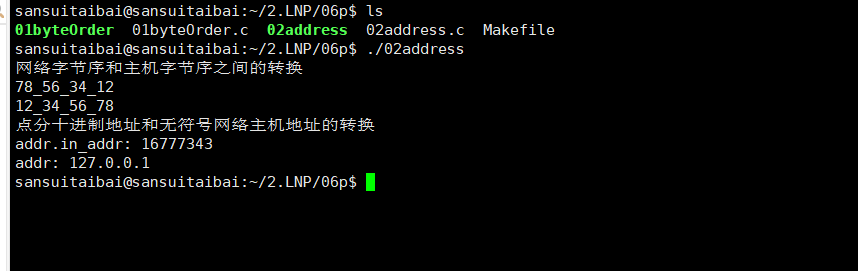 sansuitaibai@sansuitaibai:~/2.LNP/06p$ ls
01byteOrder  01byteOrder.c  02address  02address.c  Makefile
sansuitaibai@sansuitaibai:~/2.LNP/06p$ ./02address
网络字节序和主机字节序之间的转换
78_56_34_12
12_34_56_78
点分十进制地址和无符号网络主机地址的转换
addr.in_addr: 16777343
addr: 127.0.0.1
sansuitaibai@sansuitaibai:~/2.LNP/06p$